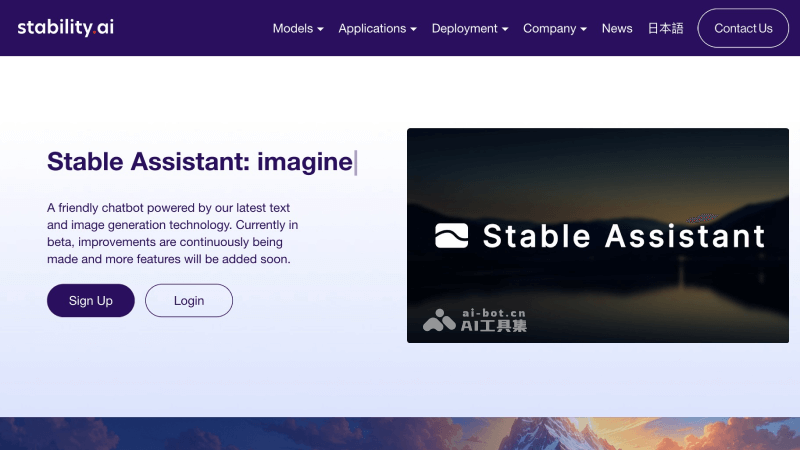 stability.ai
Models
Applications
Deployment
Company
News
日本語
Contact Us
Stable Assistant: imagine
A friendly chatbot powered by our latest text
and image generation technology. Currently in
beta, improvements are continuously being
made and more features will be added soon.
Sign Up
Login
Stable Assistant
ai-bot.cn
AI工具集